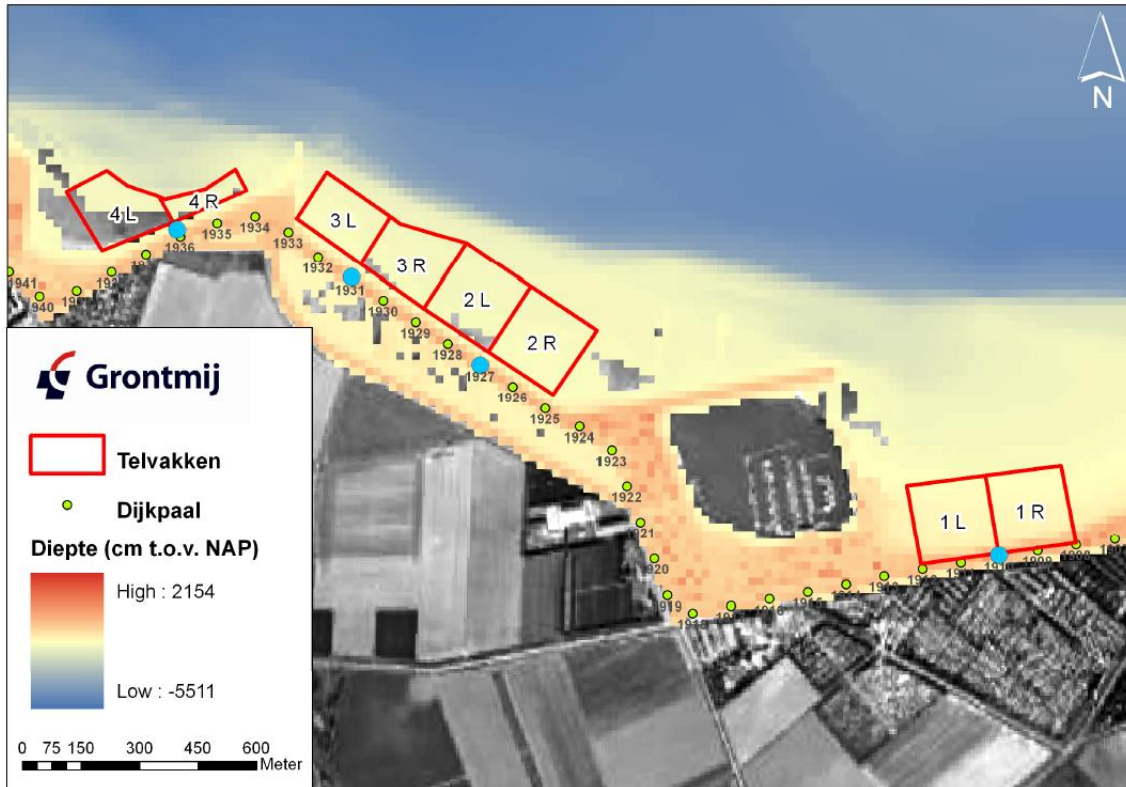 N
4 L
4 R
3 L
3 R
2 L
2 R
1 L
1 R
1941
1936
1935
1934
1933
1932
1931
1930
1929
1928
1927
1926
1925
1924
1923
1922
1921
1920
1919
1918
Grontmij
Telvakken
Dijkpaal
Diepte (cm t.o.v. NAP)
High : 2154
Low : -5511
0 75 150 300 450 600
Meter